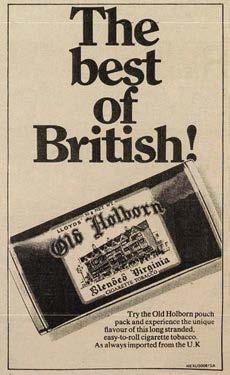 The
best
of
British!
LLOYDS'
Old Holborn
Blended Virginia
CIGARETTE TOBACCO
Try the Old Holborn pouch
pack and experience the unique
flavour of this long stranded,
easy-to-roll cigarette tobacco.
As always imported from the U.K